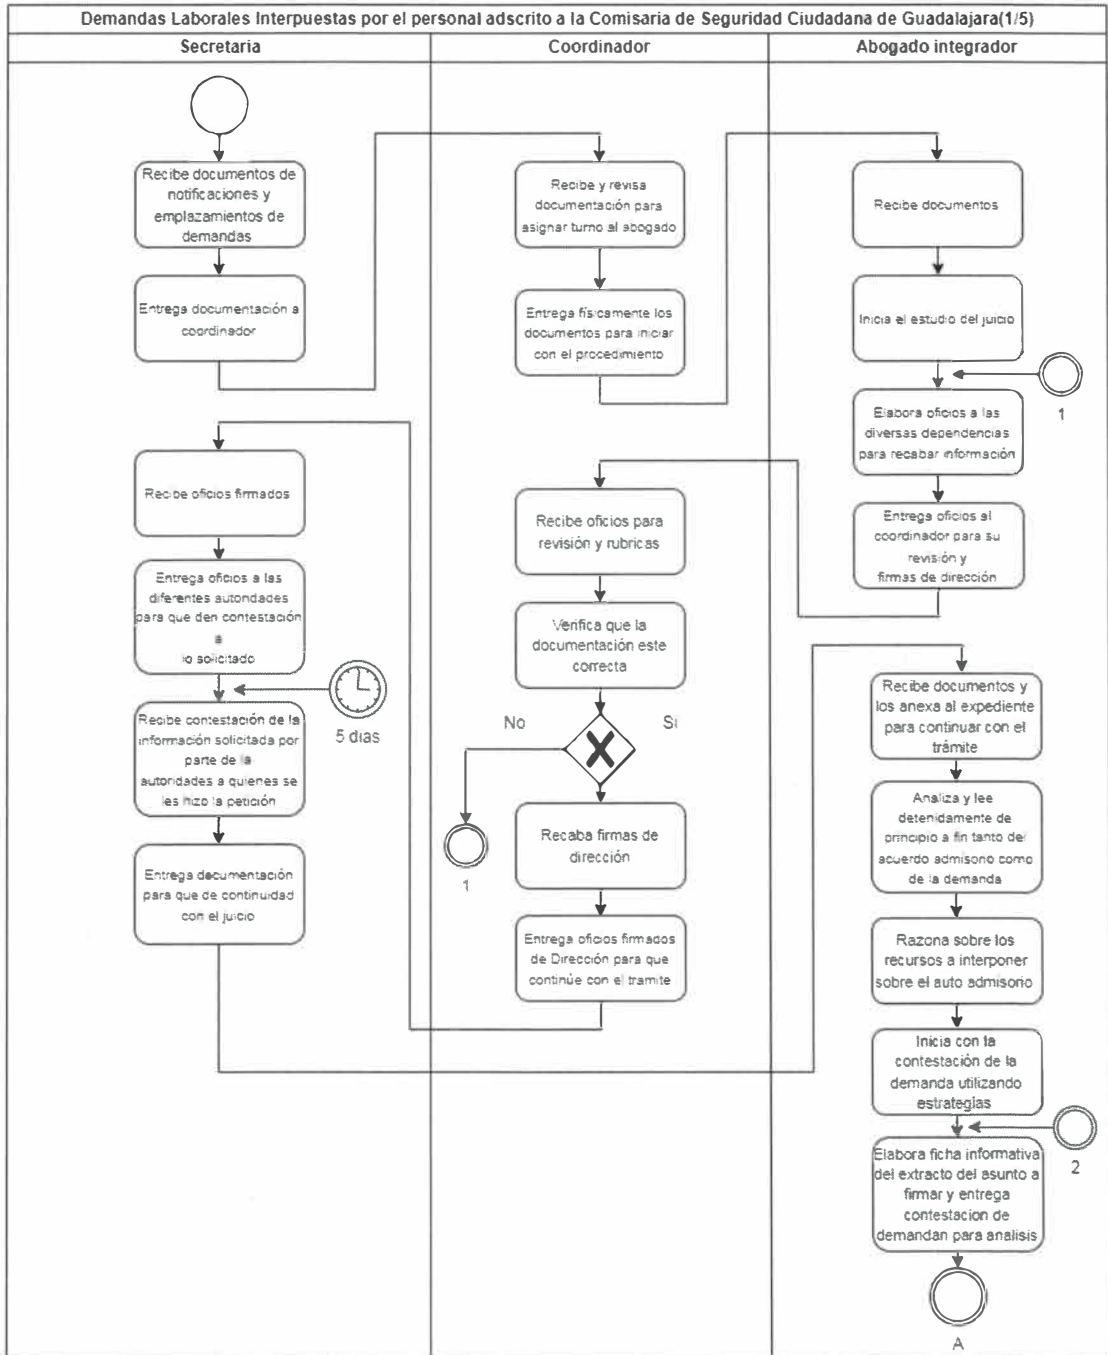 Demandas Laborales Interpuestas por el personal adscrito a la Comisaria de Seguridad Ciudadana de Guadalajara(1/5)
Secretaria
Coordinador
Abogado integrador
Recibe documentos de
notificaciones y
emplazamientos de
demandas
Entrega documentación a
coordinador
Recibe y revisa
documentación para
asignar turno al abogado
Entrega físicamente los
documentos para iniciar
con el procedimiento
Recibe documentos
Inicia el estudio del juicio
1
Elabora oficios a las
diversas dependencias
para recabar información
Entrega oficios al
coordinador para su
revisión y
firmas de dirección
Recibe oficios para
revisión y rubricas
Verifica que la
documentación este
correcta
No
Si
1
Recaba firmas de
dirección
Entrega oficios firmados
de Dirección para que
continúe con el tramite
Recibe oficios firmados
Entrega oficios a las
diferentes autoridades
para que den contestación
a
lo solicitado
5 dias
Recibe contestación de la
información solicitada por
parte de la
autoridades a quienes se
les hizo la petición
Entrega documentación
para que de continuidad
con el juicio
Recibe documentos y
los anexa al expediente
para continuar con el
trámite
Analiza y lee
detenidamente de
principio a fin tanto del
acuerdo admisorio como
de la demanda
Razona sobre los
recursos a interponer
sobre el auto admisorio
Inicia con la
contestación de la
demanda utilizando
estrategías
2
Elabora ficha informativa
del extracto del asunto a
firmar y entrega
contestacion de
demandan para analisis
A